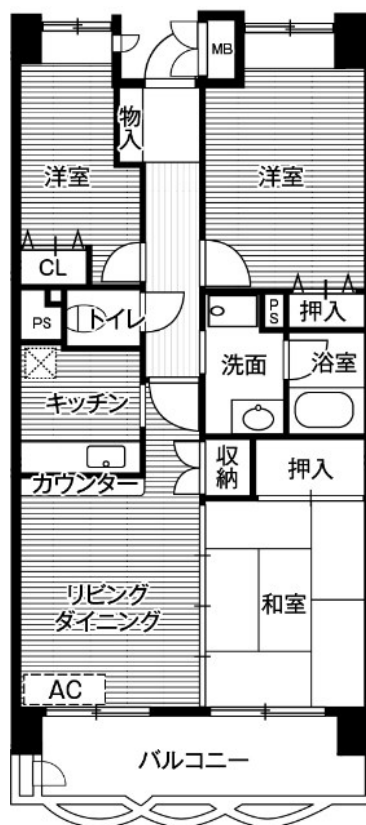 MB
物入
洋室
洋室
CL
PS
トイレ
PS
押入
洗面
浴室
キッチン
カウンター
収納
押入
リビング
ダイニング
和室
AC
バルコニー